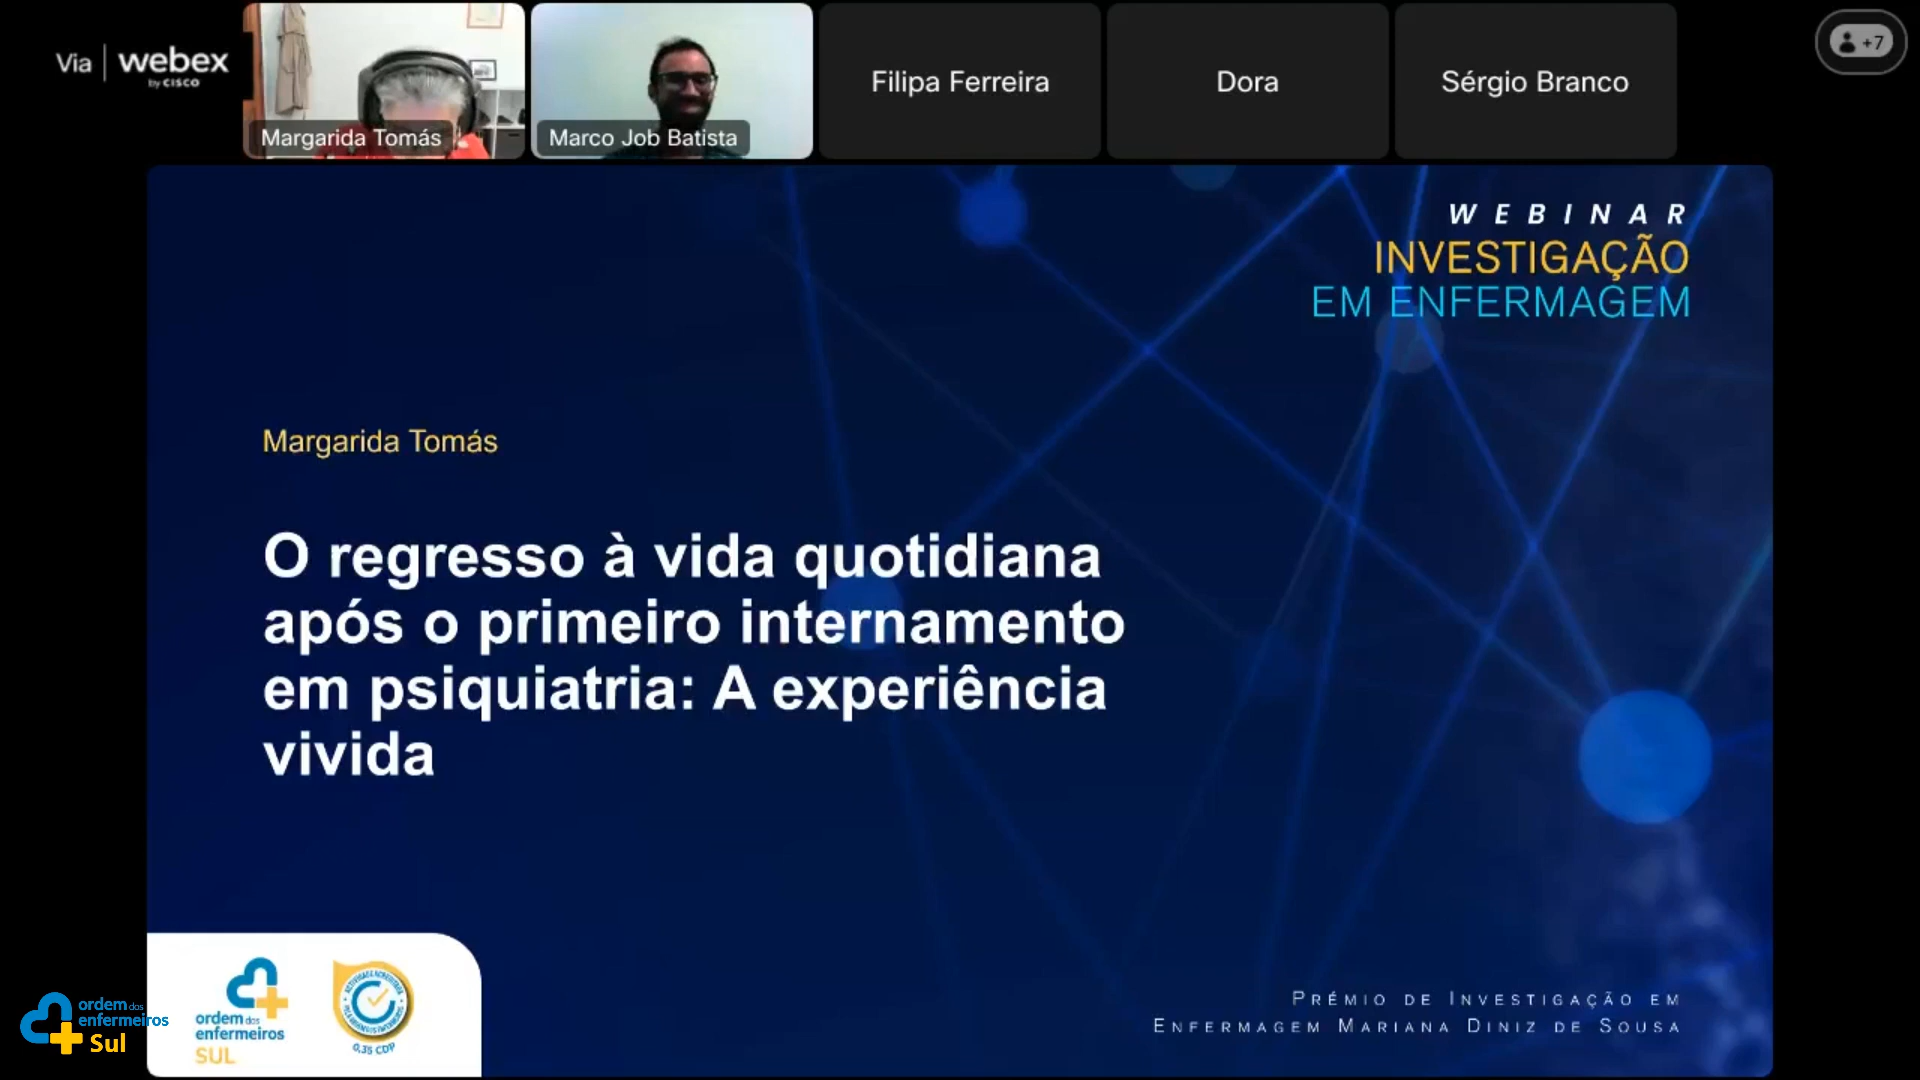 Via webex
by CISCO
Margarida Tomás
Marco Job Batista
Filipa Ferreira
Dora
Sérgio Branco
+7
WEBINAR
INVESTIGAÇÃO
EM ENFERMAGEM
Margarida Tomás
O regresso à vida quotidiana
após o primeiro internamento
em psiquiatria: A experiência
vivida
ordem dos
enfermeiros
Sul
ordem dos
enfermeiros
SUL
0,35 CDP
PRÉMIO DE INVESTIGAÇÃO EM
ENFERMAGEM MARIANA DINIZ DE SOUSA